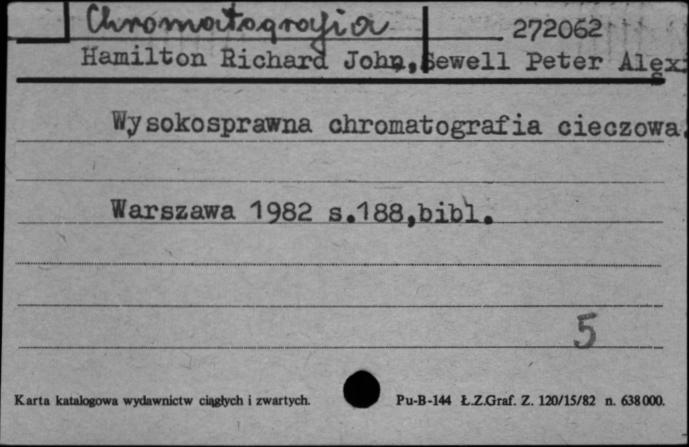 Chromatografia 272062
Hamilton Richard John, Sewell Peter Alex.
Wysokosprawna chromatografia cieczowa.
Warszawa 1982 s.188,bibl.
5
Karta katalogowa wydawnictw ciągłych i zwartych. Pu-B-144 Ł.Z.Graf. Z. 120/15/82 n. 638000.